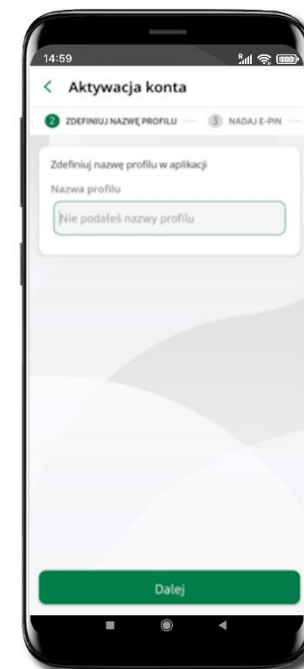 14:59
Aktywacja konta
2 ZDEFINIUJ NAZWĘ PROFILU 3 NADAJ E-PIN
Zdefiniuj nazwę profilu w aplikacji
Nazwa profilu
Nie podałeś nazwy profilu
Dalej